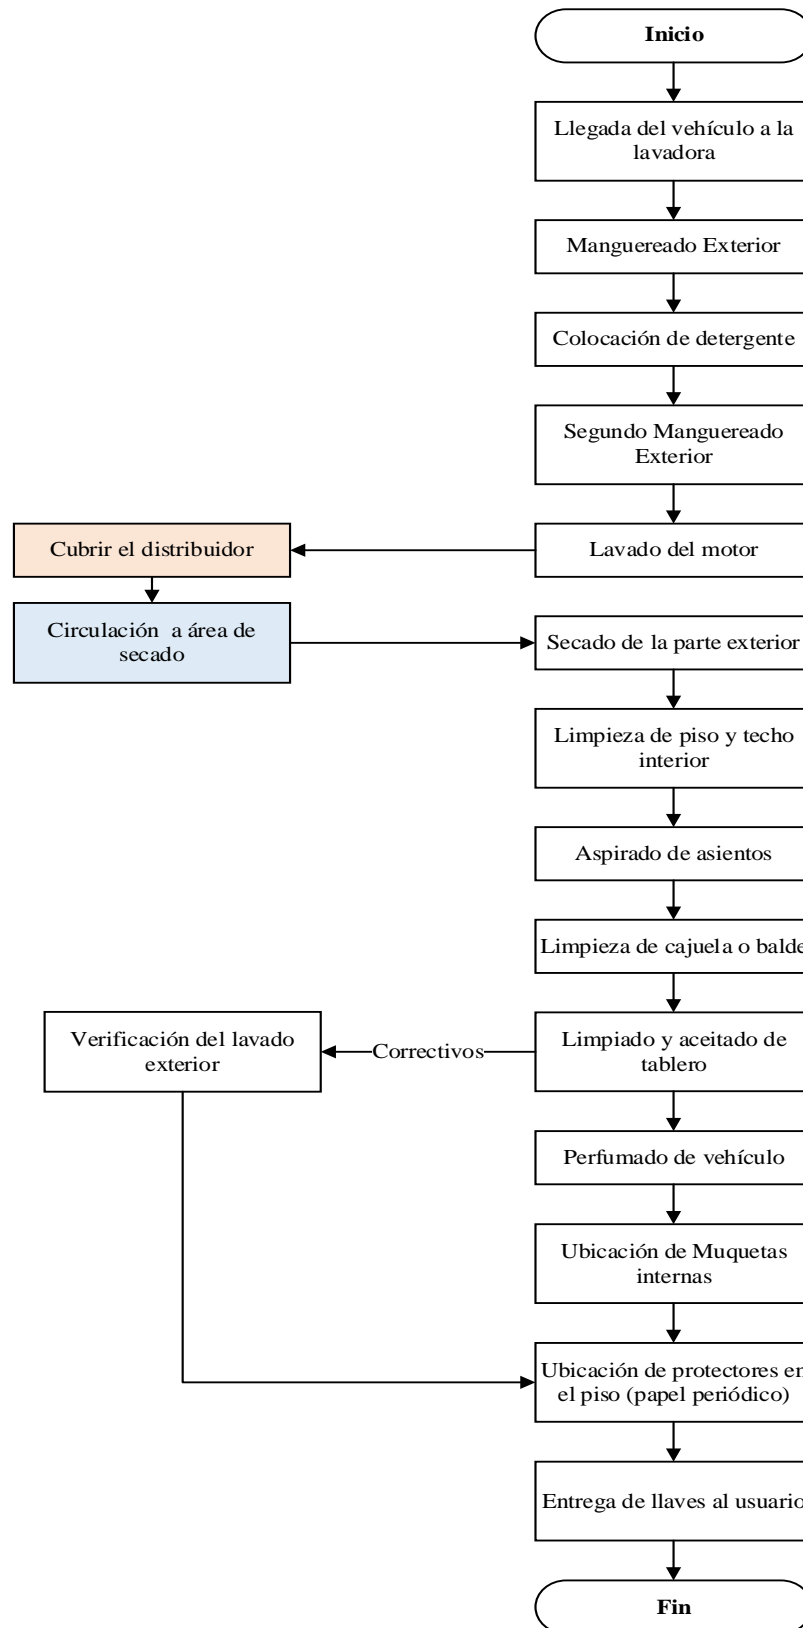 Inicio
Llegada del vehículo a la
lavadora
Manguereado Exterior
Colocación de detergente
Segundo Manguereado
Exterior
Lavado del motor
Cubrir el distribuidor
Circulación  a área de
secado
Secado de la parte exterior
Limpieza de piso y techo
interior
Aspirado de asientos
Limpieza de cajuela o balde
Limpiado y aceitado de
tablero
Correctivos
Verificación del lavado
exterior
Perfumado de vehículo
Ubicación de Muquetas
internas
Ubicación de protectores en
el piso (papel periódico)
Entrega de llaves al usuario
Fin